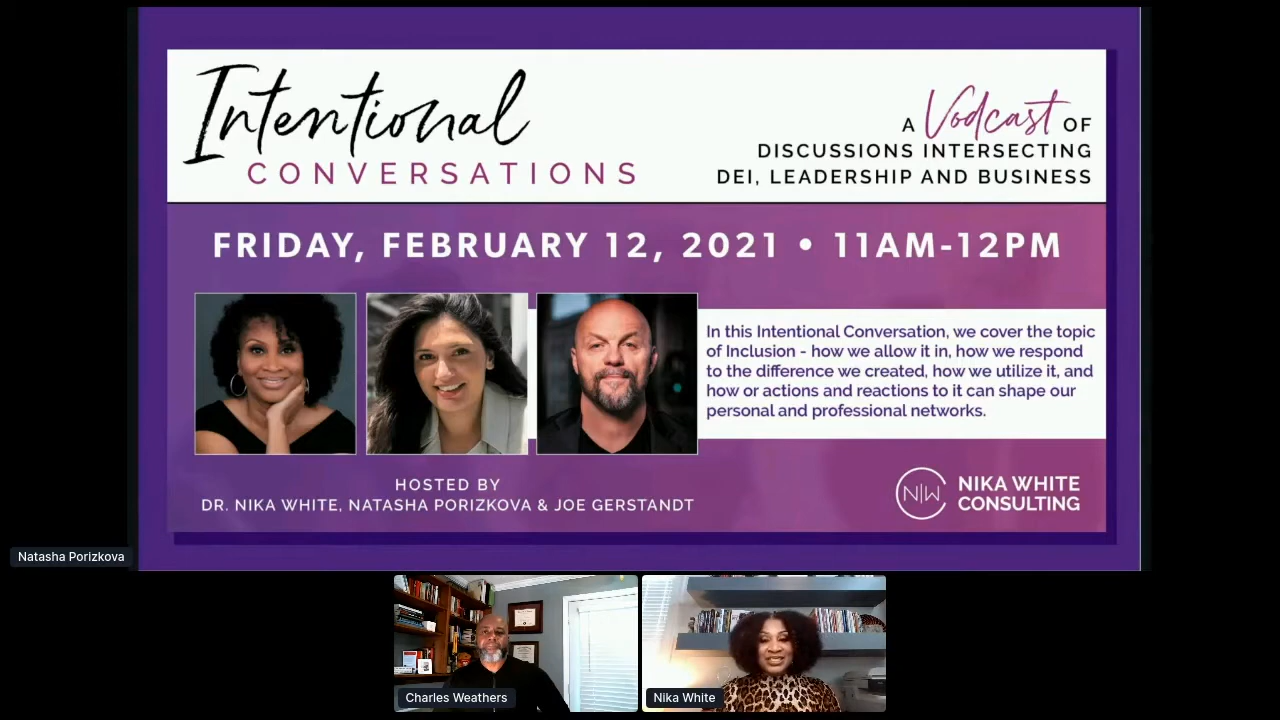 Intentional
CONVERSATIONS
A Vodcast OF
DISCUSSIONS INTERSECTING
DEI, LEADERSHIP AND BUSINESS
FRIDAY, FEBRUARY 12, 2021 • 11AM-12PM
In this Intentional Conversation, we cover the topic
of Inclusion - how we allow it in, how we respond
to the difference we created, how we utilize it, and
how or actions and reactions to it can shape our
personal and professional networks.
HOSTED BY
DR. NIKA WHITE, NATASHA PORIZKOVA & JOE GERSTANDT
NW
NIKA WHITE
CONSULTING
Natasha Porizkova
Charles Weathers
Nika White